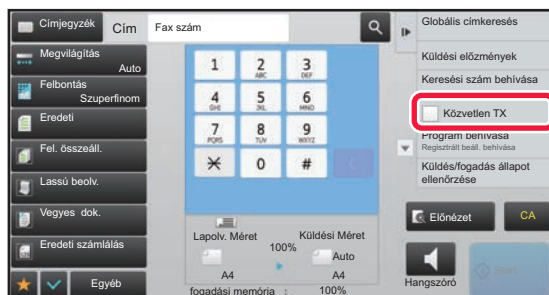 Címjegyzék
Cím
Fax szám
Megvilágítás
Auto
Felbontás
Szuperfinom
Eredeti
Fel. összeáll.
Lassú beolv.
Vegyes dok.
Eredeti számlálás
Egyéb
1
2
ABC
3
DEF
4
GHI
5
JKL
6
MNO
7
PQRS
8
TUV
9
WXYZ
0
#
Lapolv. Méret
100%
Küldési Méret
Auto
A4
A4
fogadási memória : 100%
Globális címkeresés
Küldési előzmények
Keresési szám behívása
Közvetlen TX
Program behívása
Regisztrált beáll. behívása
Küldés/fogadás állapot
ellenőrzése
Előnézet
CA
Hangszóró
Start